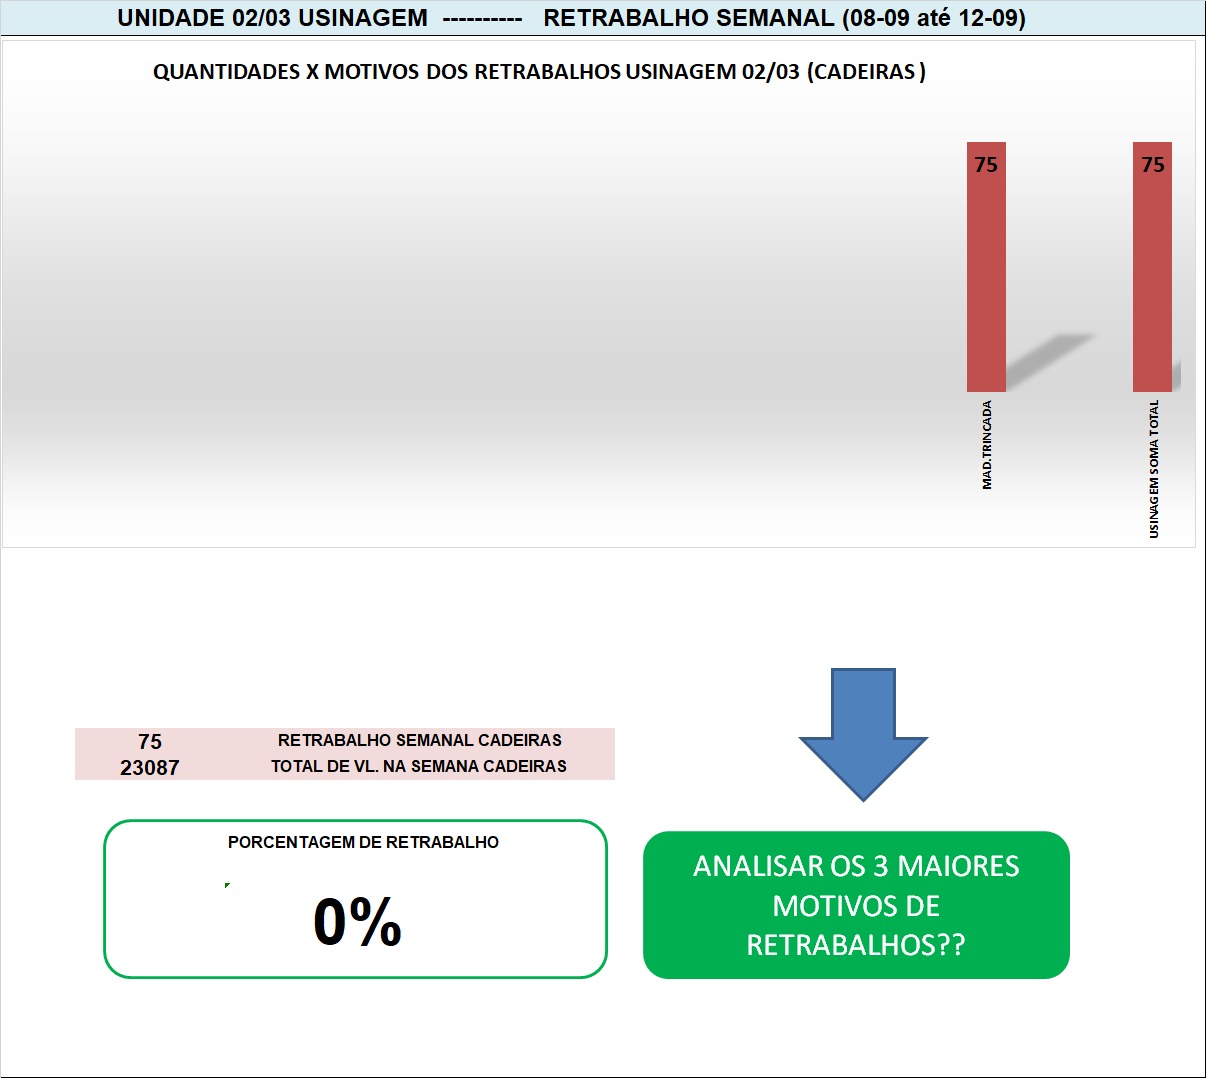 UNIDADE 02/03 USINAGEM ---------- RETRABALHO SEMANAL (08-09 até 12-09)
QUANTIDADES X MOTIVOS DOS RETRABALHOS USINAGEM 02/03 (CADEIRAS )
75
75
MAD.TRINCADA
USINAGEM SOMA TOTAL
75 RETRABALHO SEMANAL CADEIRAS
23087 TOTAL DE VL. NA SEMANA CADEIRAS
PORCENTAGEM DE RETRABALHO
0%
ANALISAR OS 3 MAIORES
MOTIVOS DE
RETRABALHOS??